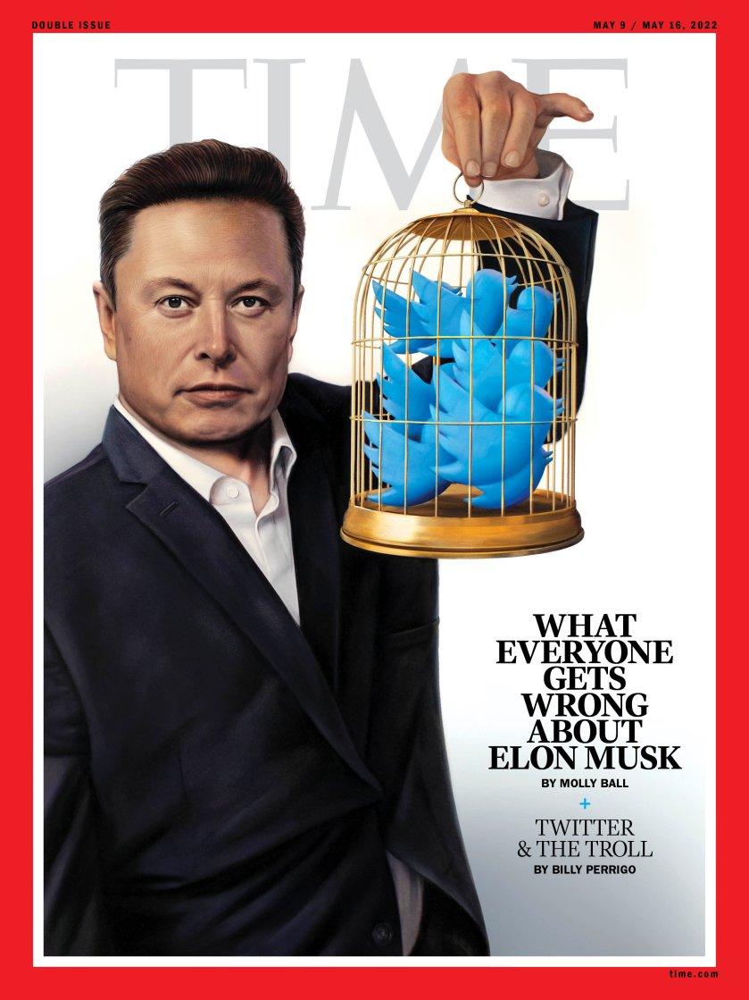 DOUBLE ISSUE
MAY 9 / MAY 16, 2022
TIME
WHAT
EVERYONE
GETS
WRONG
ABOUT
ELON MUSK
BY MOLLY BALL
+
TWITTER
& THE TROLL
BY BILLY PERRIGO
time.com